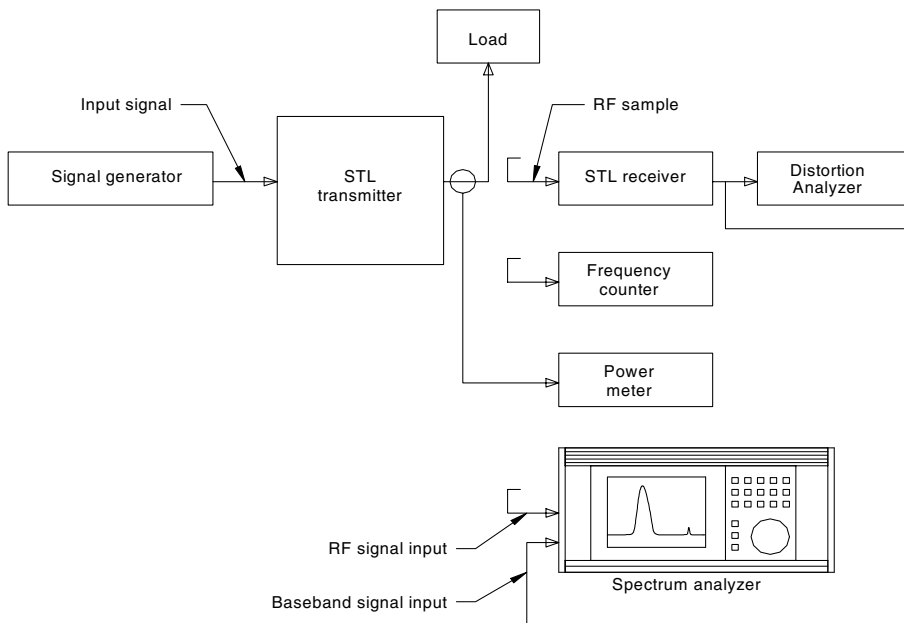 Load
Input signal
RF sample
Signal generator
STL
transmitter
STL receiver
Distortion
Analyzer
Frequency
counter
Power
meter
RF signal input
Spectrum analyzer
Baseband signal input